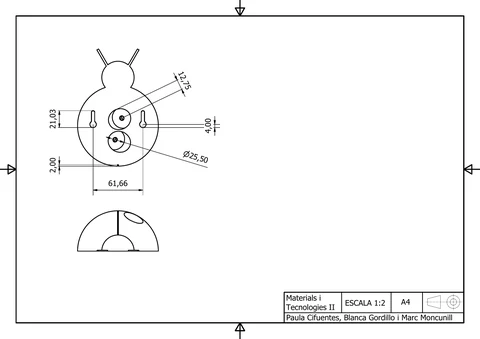 12,75
21,03
4,00
Ø25,50
2,00
61,66
Materials i
Tecnologies II
ESCALA 1:2
A4
Paula Cifuentes, Blanca Gordillo i Marc Moncunill